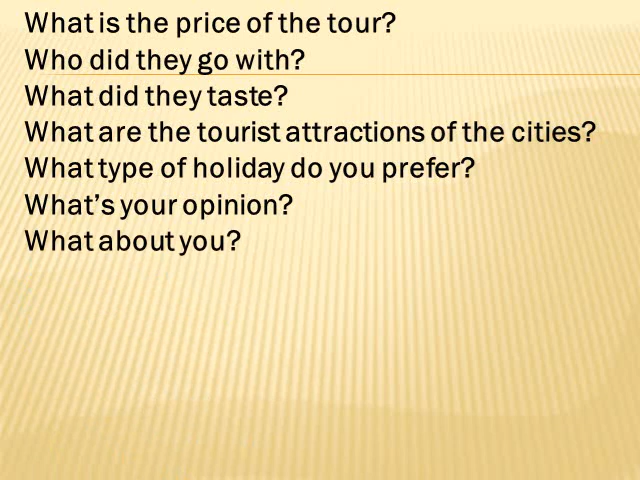 What is the price of the tour?
Who did they go with?
What did they taste?
What are the tourist attractions of the cities?
What type of holiday do you prefer?
What’s your opinion?
What about you?